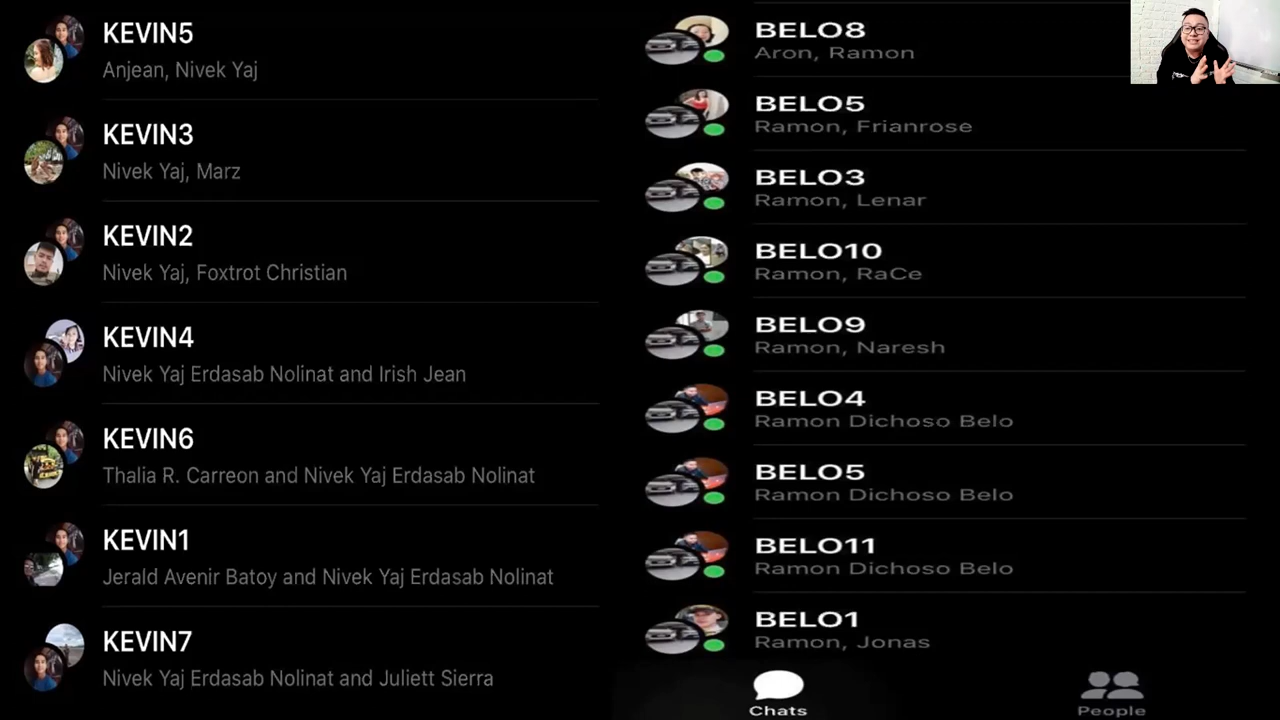 KEVIN5
Anjean, Nivek Yaj
KEVIN3
Nivek Yaj, Marz
KEVIN2
Nivek Yaj, Foxtrot Christian
KEVIN4
Nivek Yaj Erdasab Nolinat and Irish Jean
KEVIN6
Thalia R. Carreon and Nivek Yaj Erdasab Nolinat
KEVIN1
Jerald Avenir Batoy and Nivek Yaj Erdasab Nolinat
KEVIN7
Nivek Yaj Erdasab Nolinat and Juliett Sierra
BELO8
Aron, Ramon
BELO5
Ramon, Frianrose
BELO3
Ramon, Lenar
BELO10
Ramon, RaCe
BELO9
Ramon, Naresh
BELO4
Ramon Dichoso Belo
BELO5
Ramon Dichoso Belo
BELO11
Ramon Dichoso Belo
BELO1
Ramon, Jonas
Chats
People